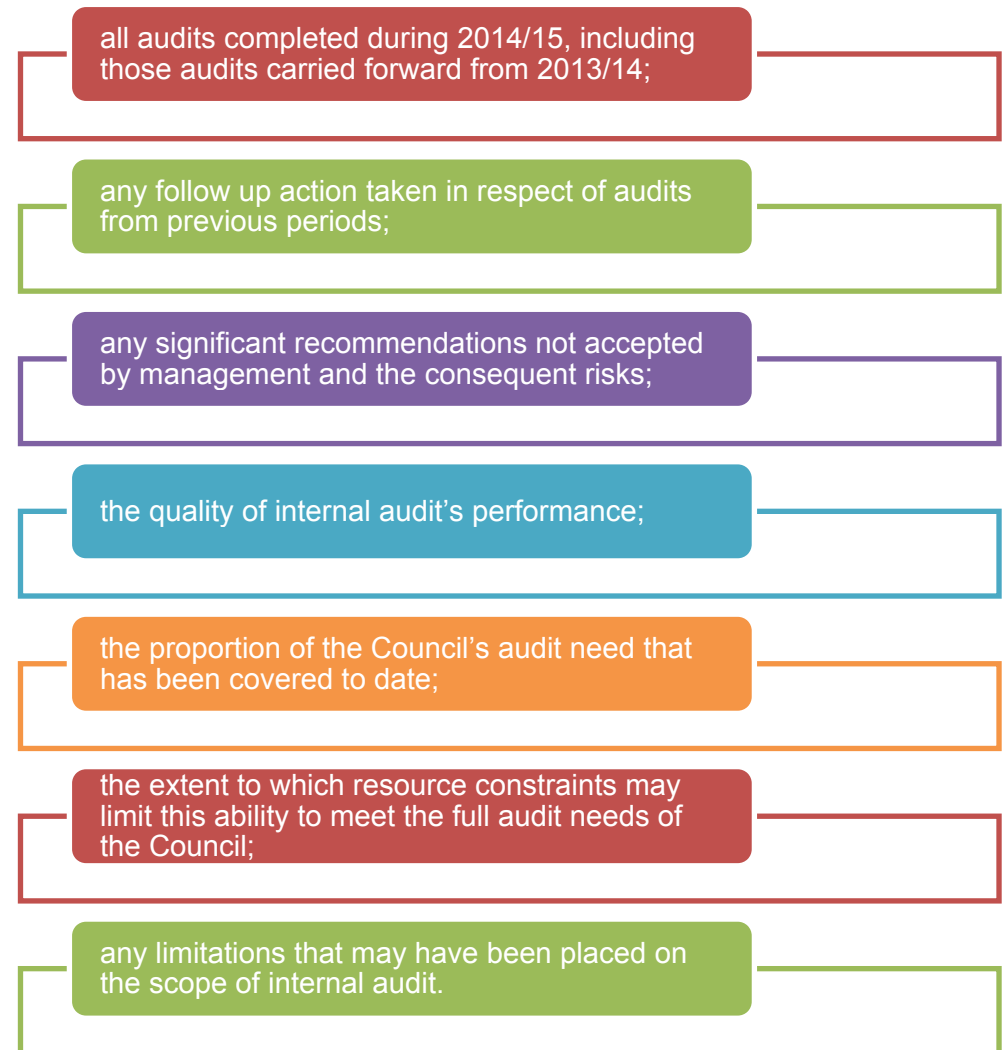 all audits completed during 2014/15, including
those audits carried forward from 2013/14;
any follow up action taken in respect of audits
from previous periods;
any significant recommendations not accepted
by management and the consequent risks;
the quality of internal audit’s performance;
the proportion of the Council’s audit need that
has been covered to date;
the extent to which resource constraints may
limit this ability to meet the full audit needs of
the Council;
any limitations that may have been placed on
the scope of internal audit.